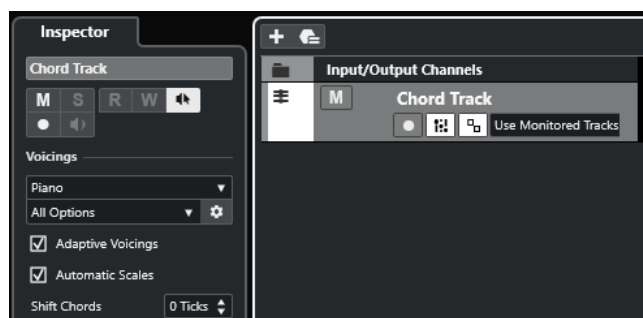 Inspector
Chord Track
M S R W
Voicings
Piano
All Options
Adaptive Voicings
Automatic Scales
Shift Chords 0 Ticks
Input/Output Channels
M Chord Track
Use Monitored Tracks